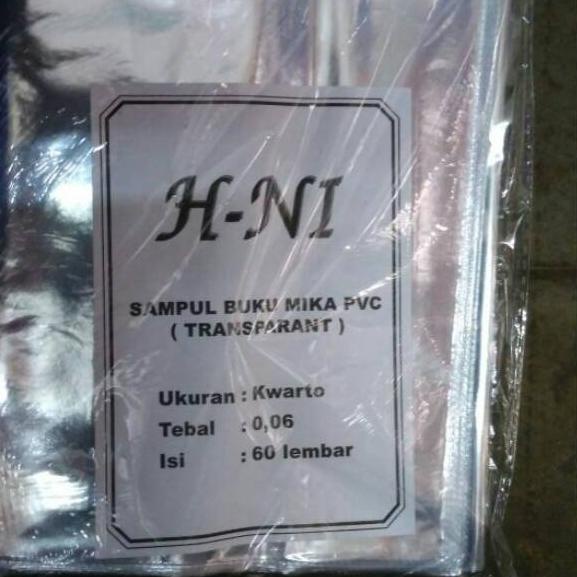 H-NI
SAMPUL BUKU MIKA PVC
( TRANSPARANT )
Ukuran : Kwarto
Tebal : 0,06
Isi : 60 lembar